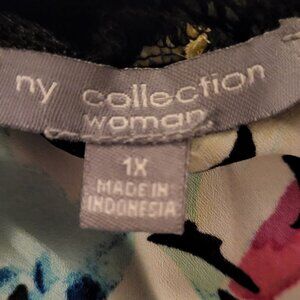 ny collection
woman
1X
MADE IN
INDONESIA